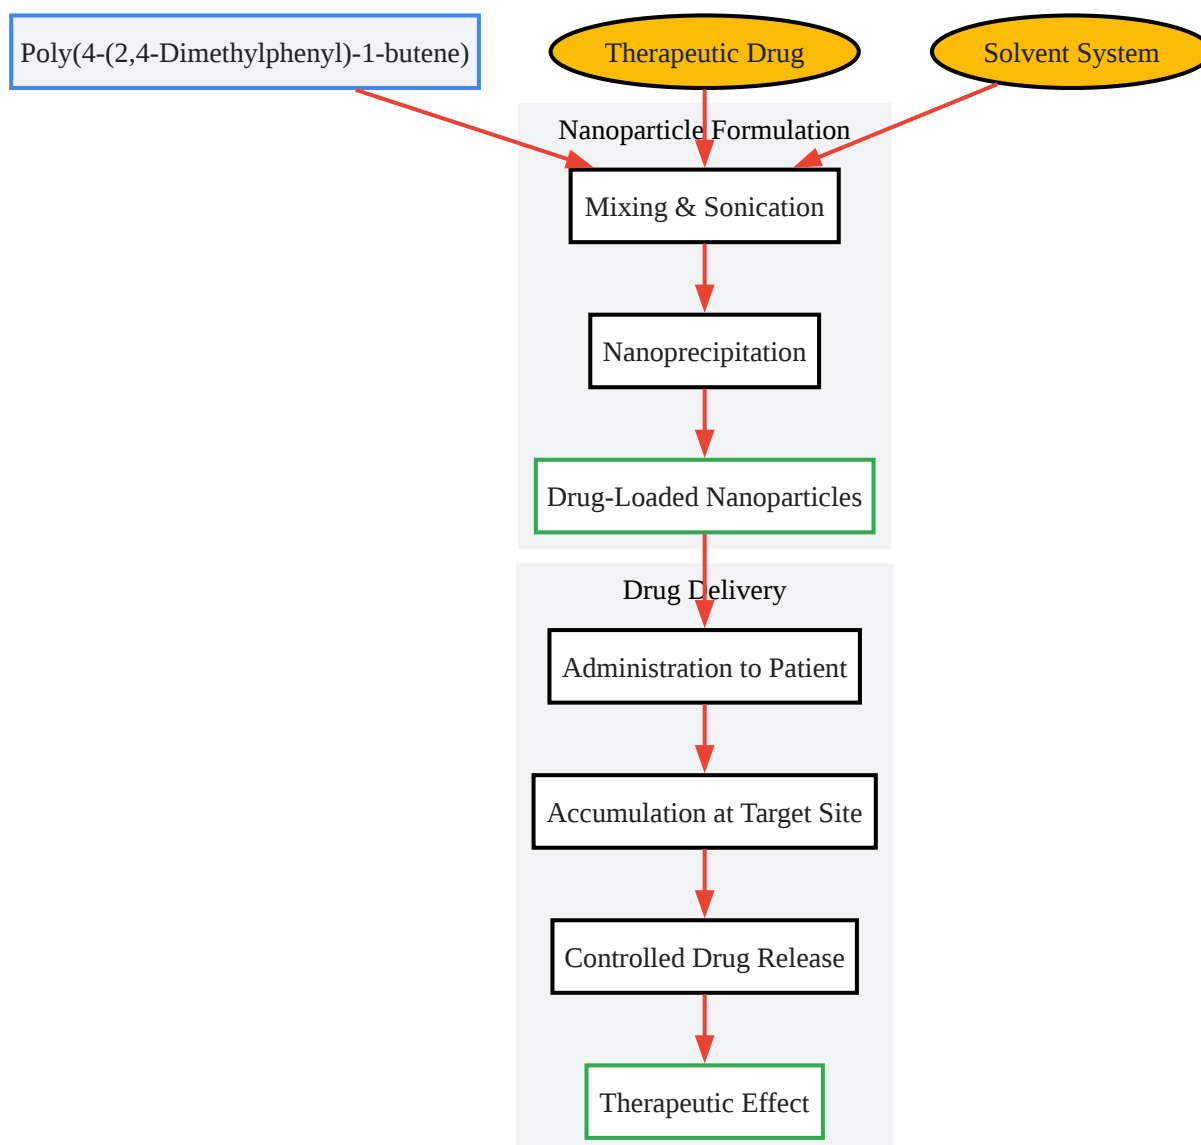 Poly(4-(2,4-Dimethylphenyl)-1-butene)
Therapeutic Drug
Solvent System
Nanoparticle Formulation
Mixing & Sonication
Nanoprecipitation
Drug-Loaded Nanoparticles
Drug Delivery
Administration to Patient
Accumulation at Target Site
Controlled Drug Release
Therapeutic Effect